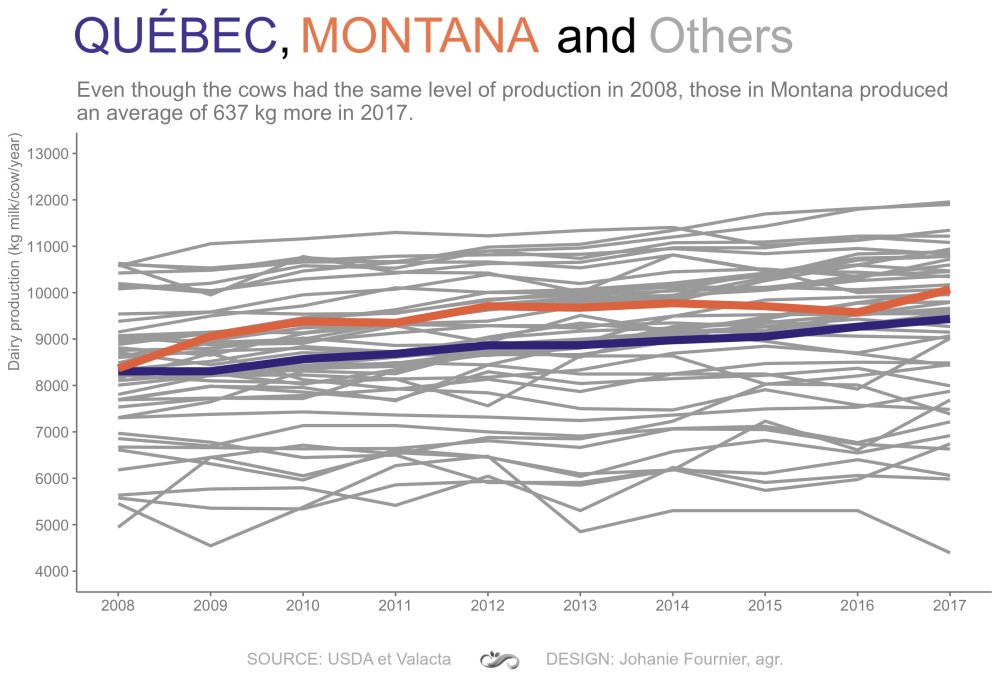 QUÉBEC, MONTANA and Others
Even though the cows had the same level of production in 2008, those in Montana produced
an average of 637 kg more in 2017.
Dairy production (kg milk/cow/year)
13000
12000
11000
10000
9000
8000
7000
6000
5000
4000
2008 2009 2010 2011 2012 2013 2014 2015 2016 2017
SOURCE: USDA et Valacta DESIGN: Johanie Fournier, agr.